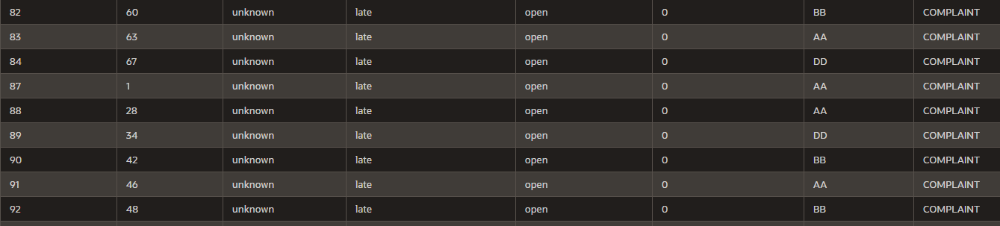 82 60 unknown late open 0 BB COMPLAINT
83 63 unknown late open 0 AA COMPLAINT
84 67 unknown late open 0 DD COMPLAINT
87 1 unknown late open 0 AA COMPLAINT
88 28 unknown late open 0 AA COMPLAINT
89 34 unknown late open 0 DD COMPLAINT
90 42 unknown late open 0 BB COMPLAINT
91 46 unknown late open 0 AA COMPLAINT
92 48 unknown late open 0 BB COMPLAINT